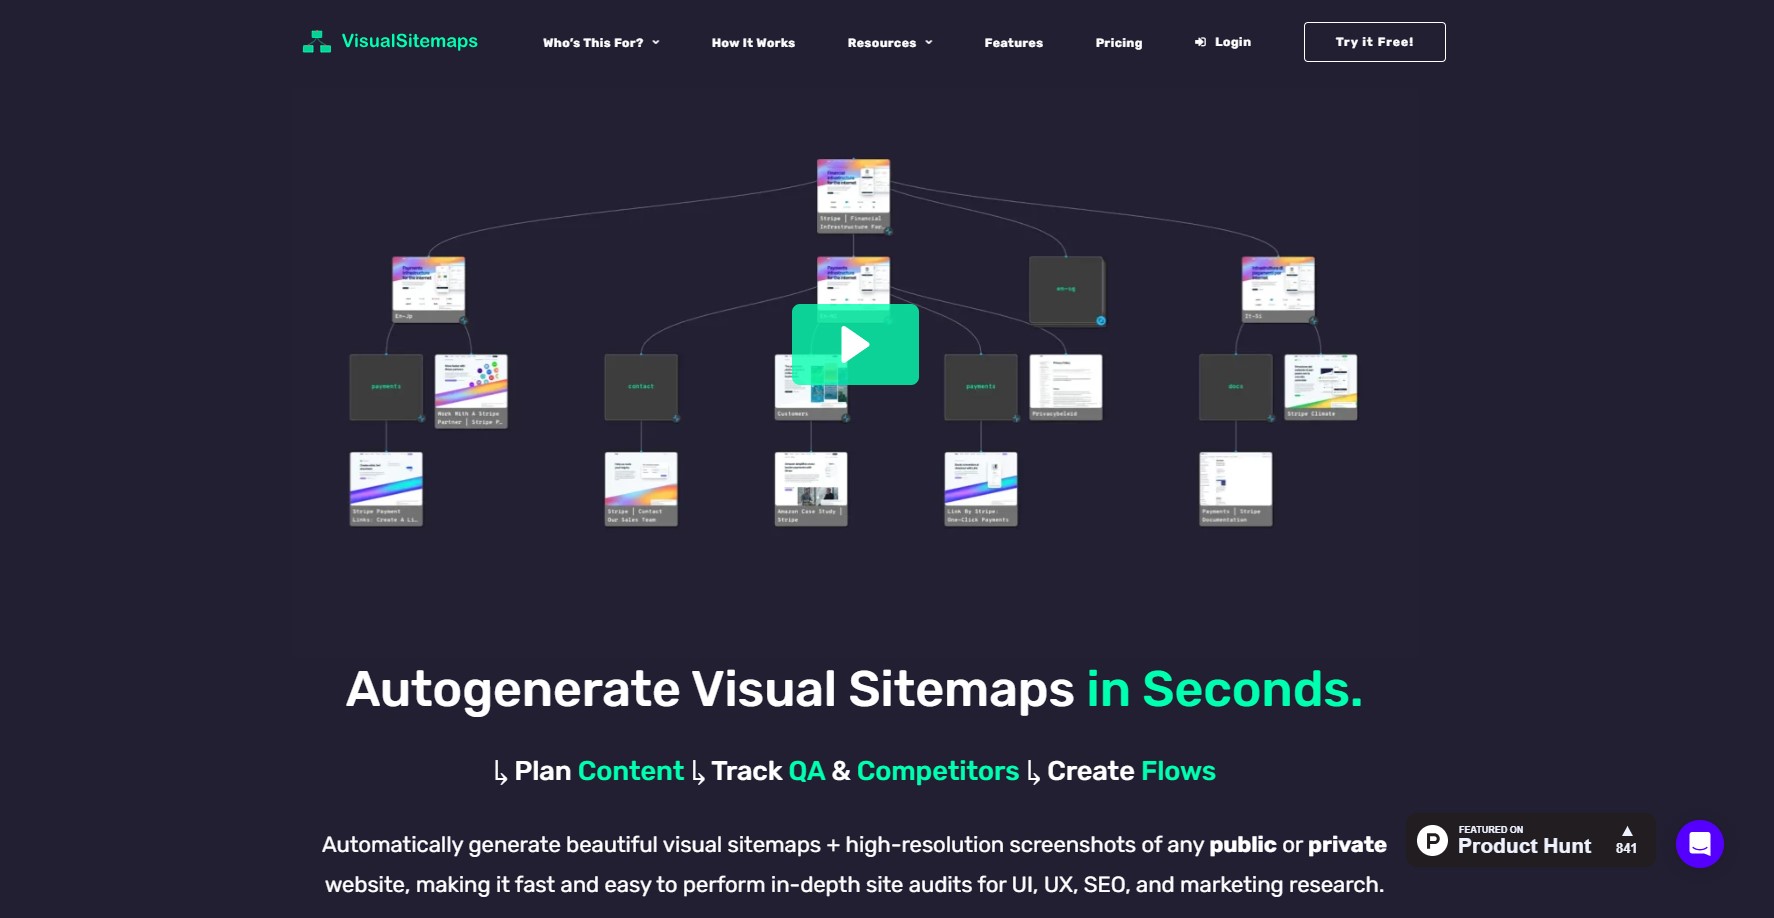 VisualSitemaps
Who's This For?
How It Works
Resources
Features
Pricing
Login
Try it Free!
Stripe | Financial
Infrastructure For…
En-Jp
en-sg
It-Si
payments
Work With A Stripe
Partner | Stripe P…
contact
Customers
payments
Privacybeleid
docs
Stripe Climate
Stripe Payment
Links: Create A Li…
Stripe | Contact
Our Sales Team
Amazon Case Study |
Stripe
Link By Stripe:
One-Click Payments
Payments | Stripe
Documentation
Autogenerate Visual Sitemaps in Seconds.
↳ Plan Content ↳ Track QA & Competitors ↳ Create Flows
Automatically generate beautiful visual sitemaps + high-resolution screenshots of any public or private
website, making it fast and easy to perform in-depth site audits for UI, UX, SEO, and marketing research.
FEATURED ON
Product Hunt
▲
841